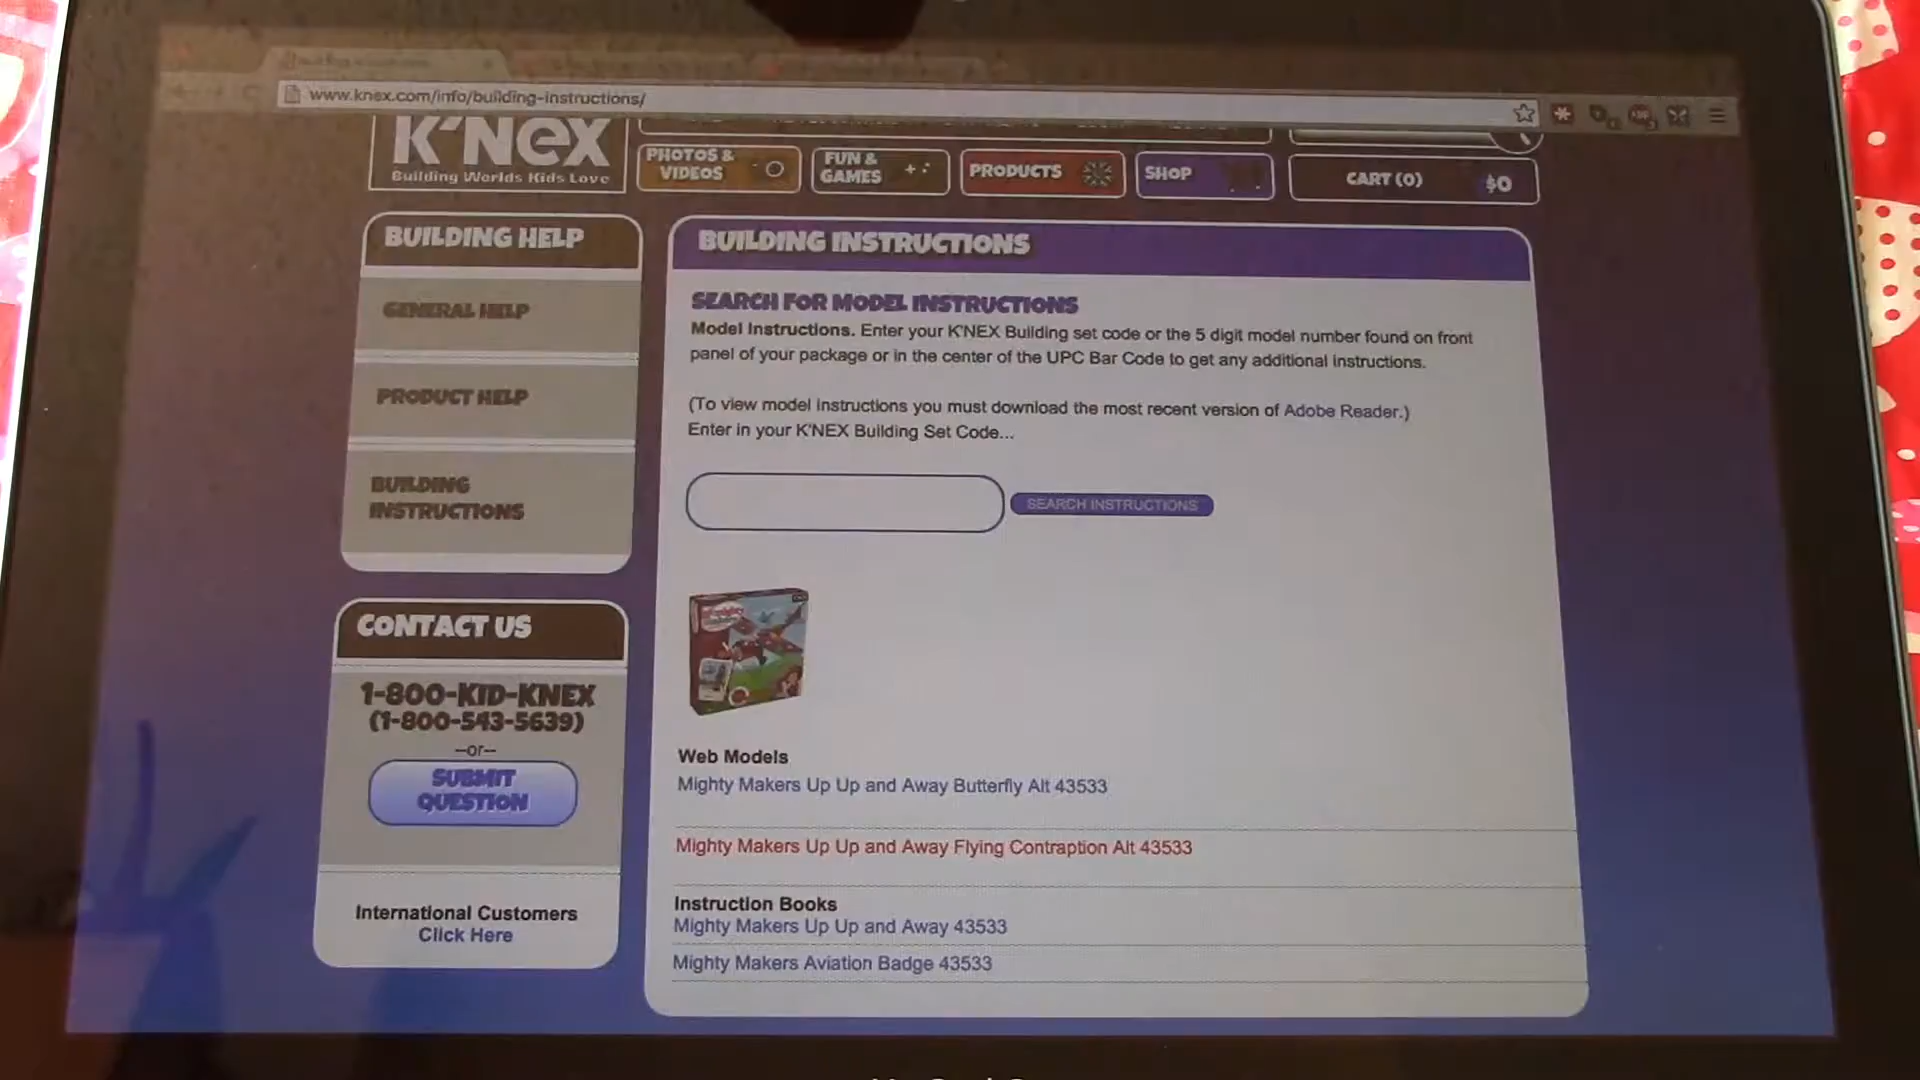 www.knex.com/info/building-instructions/
K'NEX
Building Worlds Kids Love
PHOTOS &
VIDEOS
FUN &
GAMES
PRODUCTS
SHOP
CART (0)
$0
BUILDING HELP
GENERAL HELP
PRODUCT HELP
BUILDING
INSTRUCTIONS
CONTACT US
1-800-KID-KNEX
(1-800-543-5639)
--or--
SUBMIT
QUESTION
International Customers
Click Here
BUILDING INSTRUCTIONS
SEARCH FOR MODEL INSTRUCTIONS
Model Instructions. Enter your K'NEX Building set code or the 5 digit model number found on front
panel of your package or in the center of the UPC Bar Code to get any additional instructions.
(To view model instructions you must download the most recent version of Adobe Reader.)
Enter in your K'NEX Building Set Code...
SEARCH INSTRUCTIONS
Web Models
Mighty Makers Up Up and Away Butterfly Alt 43533
Mighty Makers Up Up and Away Flying Contraption Alt 43533
Instruction Books
Mighty Makers Up Up and Away 43533
Mighty Makers Aviation Badge 43533